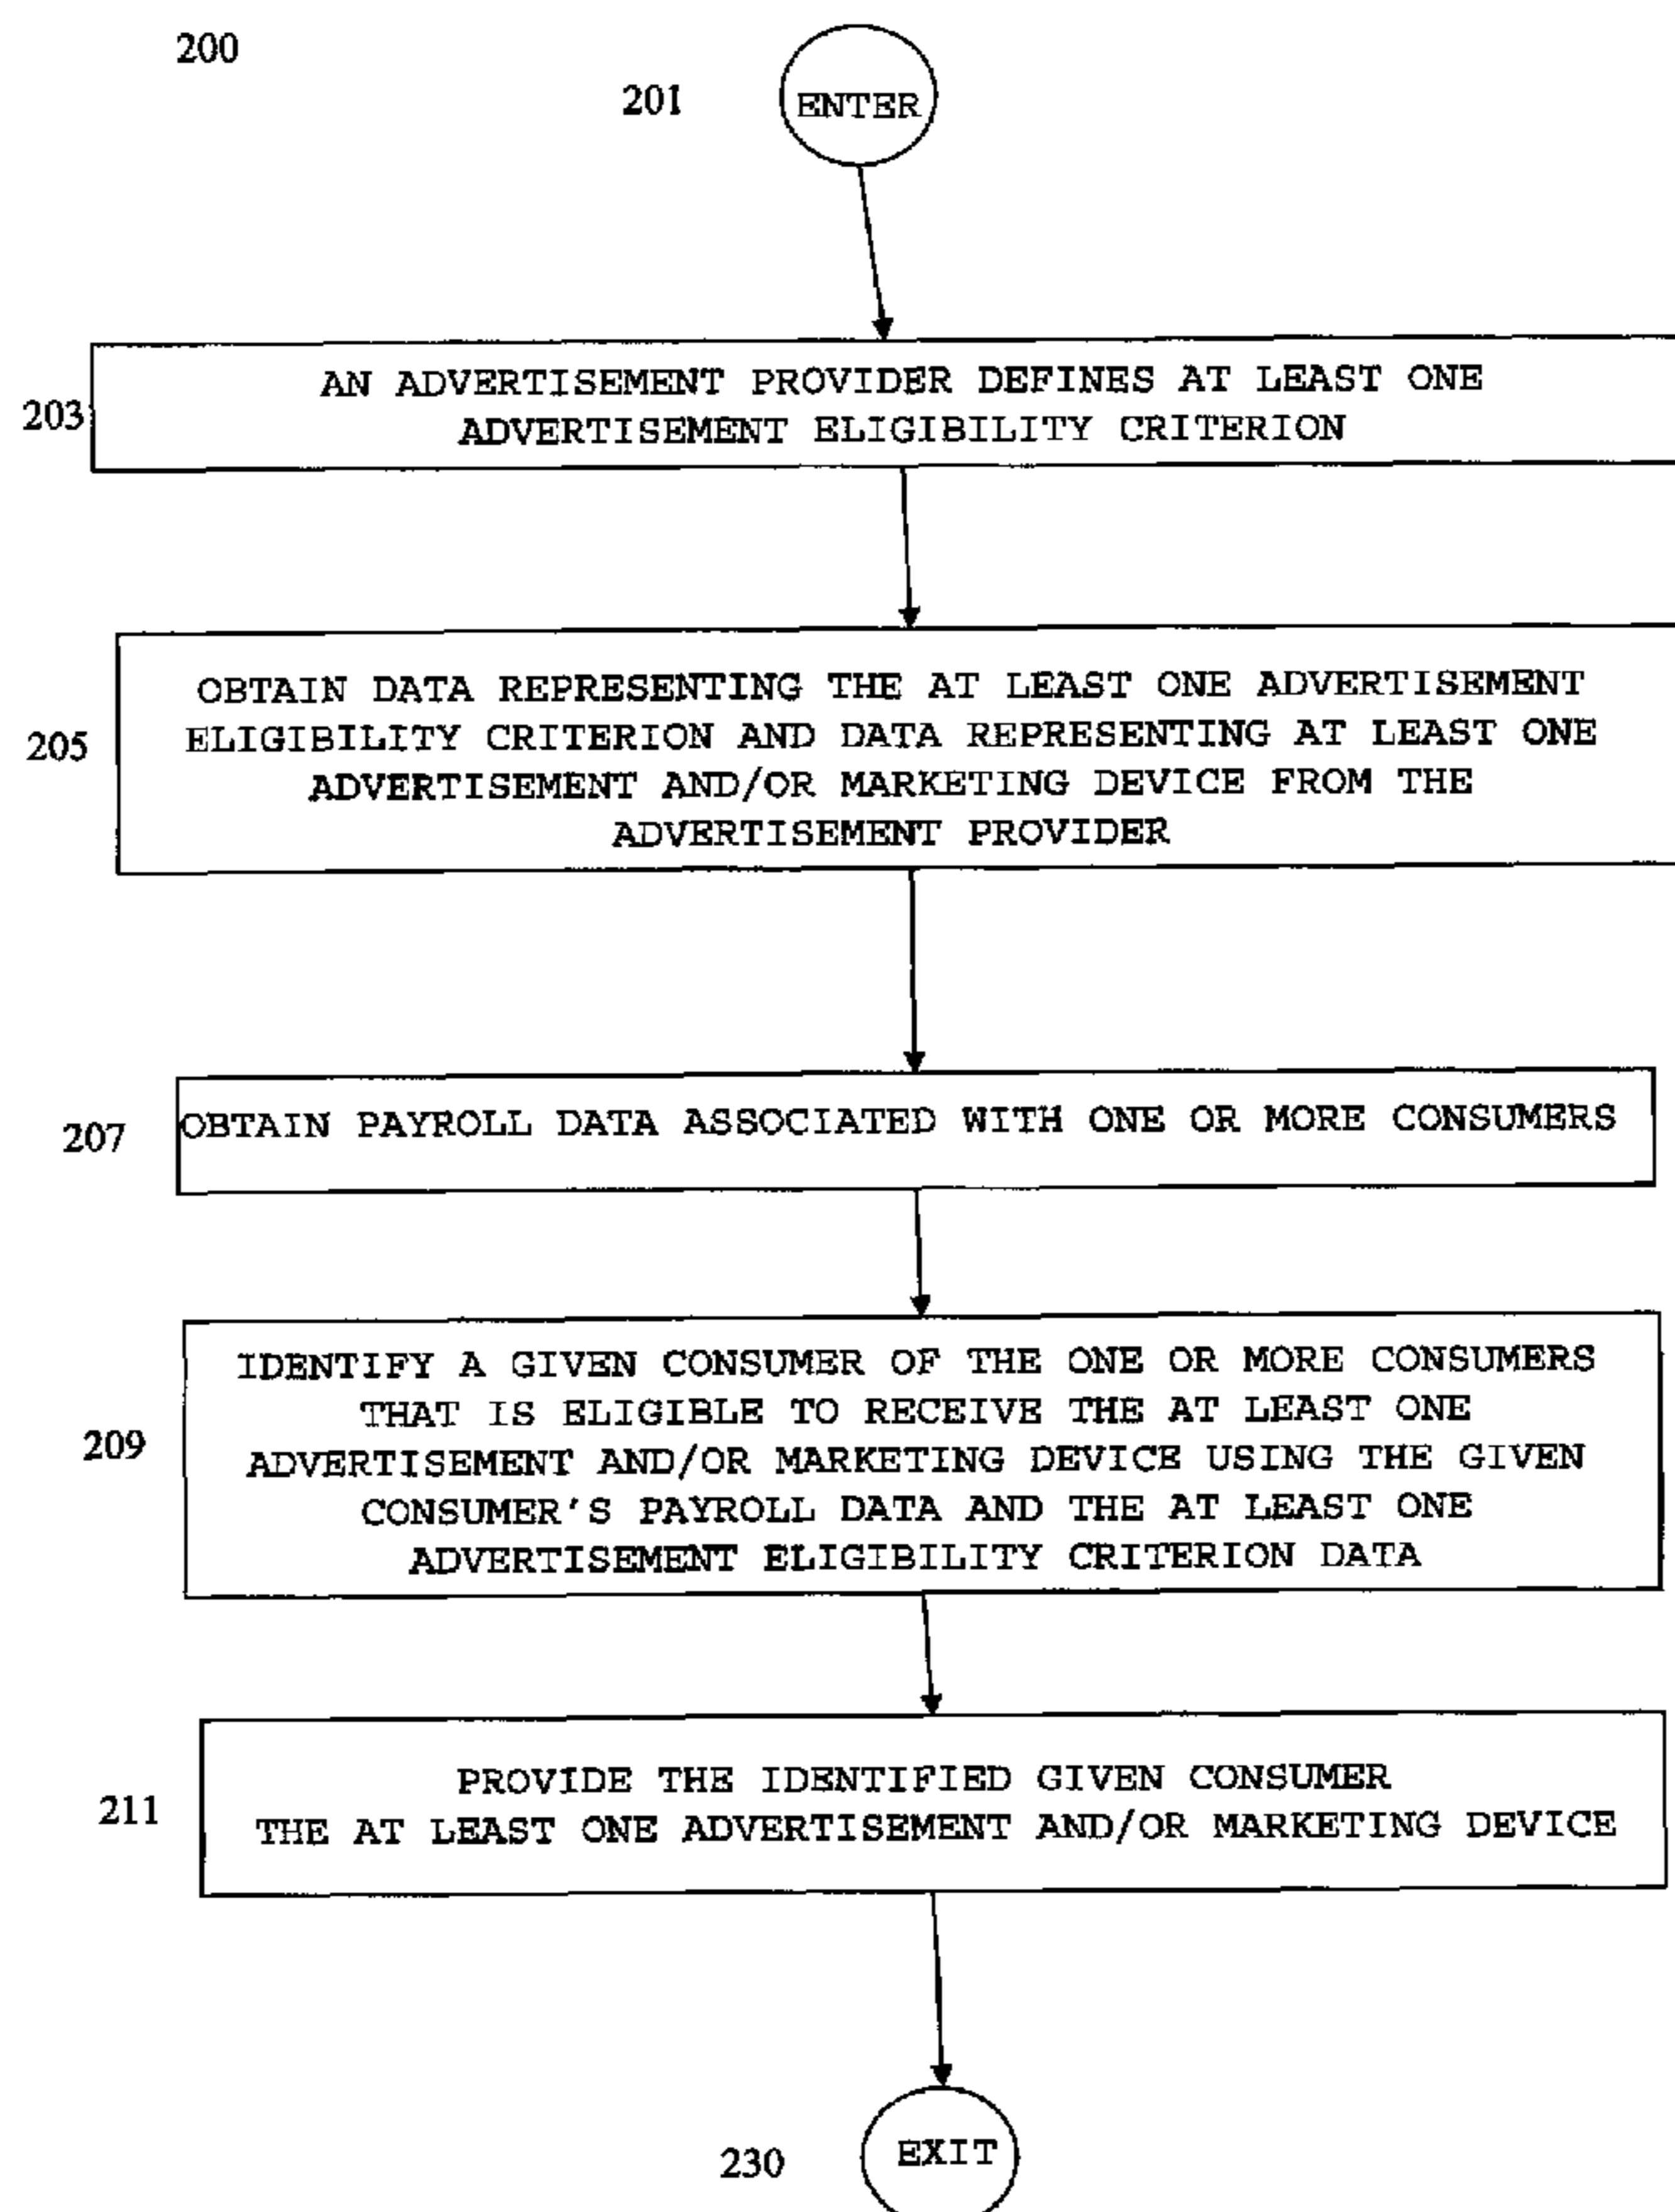 200
201
ENTER
203
AN ADVERTISEMENT PROVIDER DEFINES AT LEAST ONE
ADVERTISEMENT ELIGIBILITY CRITERION
205
OBTAIN DATA REPRESENTING THE AT LEAST ONE ADVERTISEMENT
ELIGIBILITY CRITERION AND DATA REPRESENTING AT LEAST ONE
ADVERTISEMENT AND/OR MARKETING DEVICE FROM THE
ADVERTISEMENT PROVIDER
207
OBTAIN PAYROLL DATA ASSOCIATED WITH ONE OR MORE CONSUMERS
209
IDENTIFY A GIVEN CONSUMER OF THE ONE OR MORE CONSUMERS
THAT IS ELIGIBLE TO RECEIVE THE AT LEAST ONE
ADVERTISEMENT AND/OR MARKETING DEVICE USING THE GIVEN
CONSUMER'S PAYROLL DATA AND THE AT LEAST ONE
ADVERTISEMENT ELIGIBILITY CRITERION DATA
211
PROVIDE THE IDENTIFIED GIVEN CONSUMER
THE AT LEAST ONE ADVERTISEMENT AND/OR MARKETING DEVICE
230
EXIT